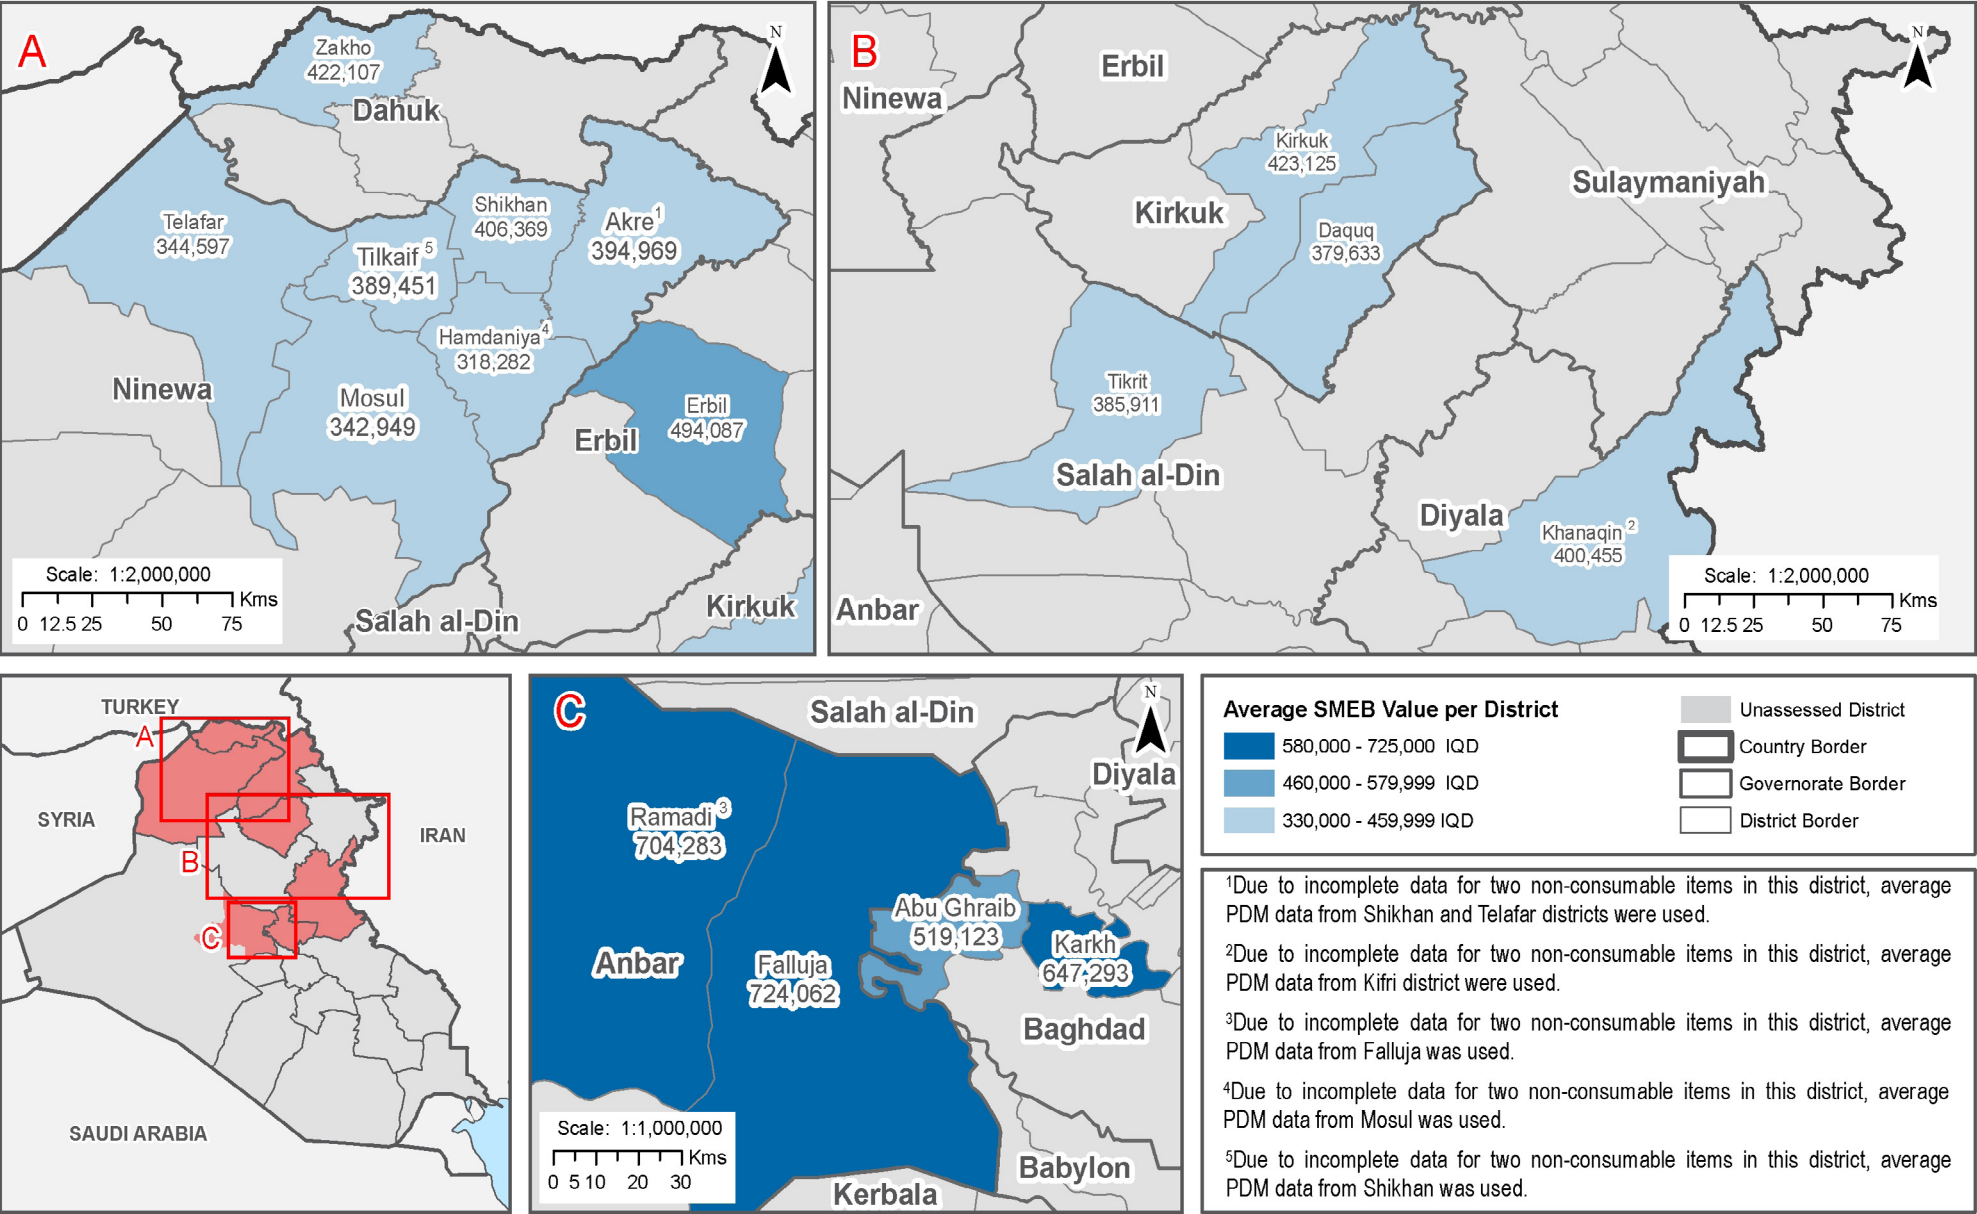 A
N
Zakho
422,107
Dahuk
Telafar
344,597
Shikhan
406,369
Akre1
394,969
Tilkaif5
389,451
Hamdaniya4
318,282
Ninewa
Mosul
342,949
Erbil
494,087
Erbil
Scale: 1:2,000,000
Kms
0 12.5 25 50 75
Salah al-Din
Kirkuk
B
N
Erbil
Ninewa
Kirkuk
423,125
Sulaymaniyah
Kirkuk
Daquq
379,633
Tikrit
385,911
Salah al-Din
Diyala
Khanaqin2
400,455
Anbar
Scale: 1:2,000,000
Kms
0 12.5 25 50 75
TURKEY
A
SYRIA
IRAN
B
C
SAUDI ARABIA
C
N
Salah al-Din
Diyala
Ramadi3
704,283
Abu Ghraib
519,123
Karkh
647,293
Anbar
Falluja
724,062
Baghdad
Scale: 1:1,000,000
Kms
0 5 10 20 30
Babylon
Kerbala
Average SMEB Value per District
580,000 - 725,000 IQD
460,000 - 579,999 IQD
330,000 - 459,999 IQD
Unassessed District
Country Border
Governorate Border
District Border
1Due to incomplete data for two non-consumable items in this district, average
PDM data from Shikhan and Telafar districts were used.
2Due to incomplete data for two non-consumable items in this district, average
PDM data from Kifri district were used.
3Due to incomplete data for two non-consumable items in this district, average
PDM data from Falluja was used.
4Due to incomplete data for two non-consumable items in this district, average
PDM data from Mosul was used.
5Due to incomplete data for two non-consumable items in this district, average
PDM data from Shikhan was used.